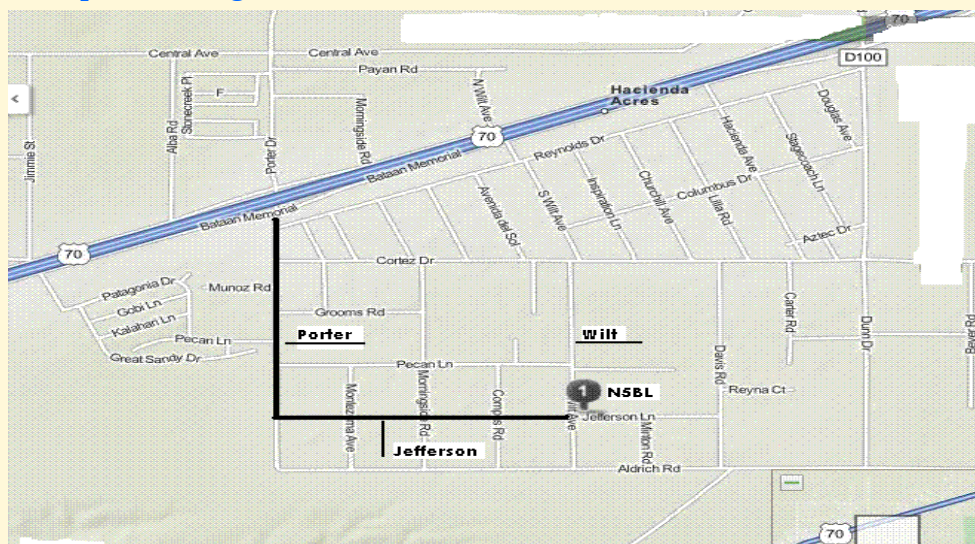 70
Central Ave
Central Ave
D100
Payan Rd
Hacienda
Acres
F
Stonecreek Pl
Alba Rd
Jimmie St
Porter Dr
Morningside Rd
N Wilt Ave
70
Bataan Memorial
Reynolds Dr
Douglas Ave
Stagecoach Ln
Hacienda Ave
Columbus Dr
Lilla Rd
Churchill Ave
Inspiration Ln
S Wilt Ave
Avenida del Sol
Bataan Memorial
Aztec Dr
70
Cortez Dr
Patagonia Dr
Munoz Rd
Gobi Ln
Kalahari Ln
Grooms Rd
Carter Rd
Dunn Dr
Porter
Wilt
Pecan Ln
Great Sandy Dr
Pecan Ln
Davis Rd
Reyna Ct
1
N5BL
Montezuma Ave
Morningside Rd
Compos Rd
Wilt Ave
Jefferson Ln
Minton Rd
Jefferson
Aldrich Rd
70